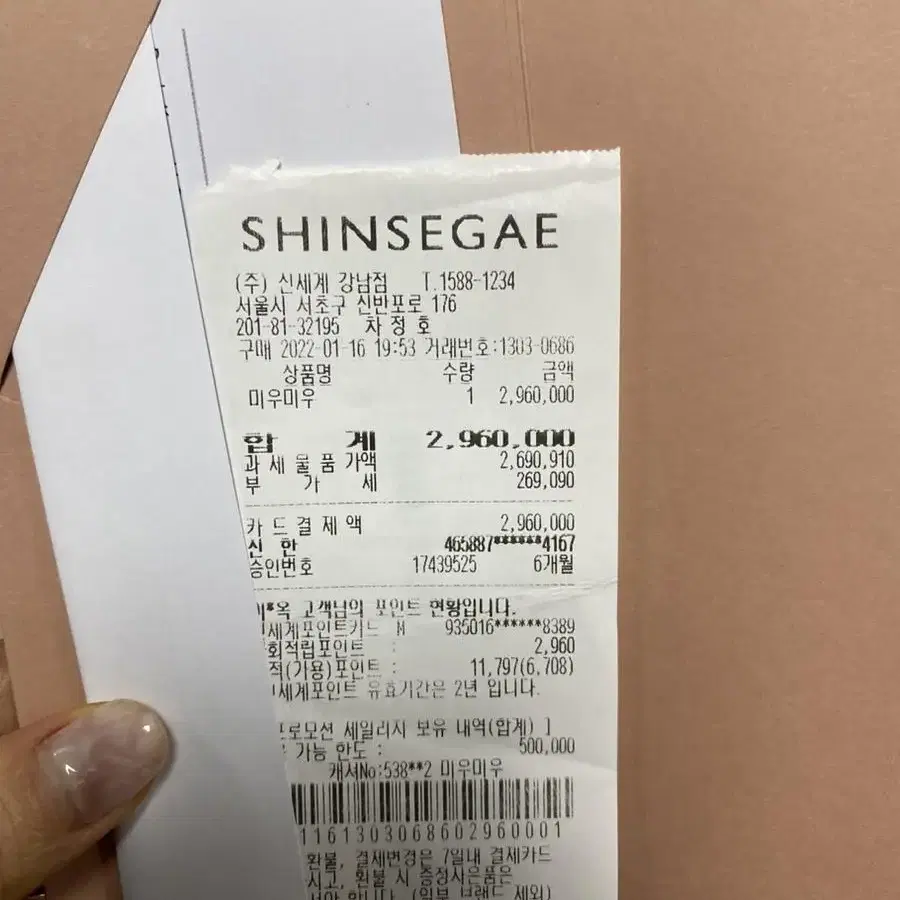 SHINSEGAE
(주) 신세계 강남점 T.1588-1234
서울시 서초구 신반포로 176
201-81-32195 차정호
구매 2022-01-16 19:53 거래번호:1303-0686
상품명 수량 금액
미우미우 1 2,960,000
합 계 2,960,000
과세물품가액 2,690,910
부 가 세 269,090
카드결제액 2,960,000
신한 465887******4167
승인번호 17439525 6개월
*옥 고객님의 포인트 현황입니다.
세계포인트카드 M 935016******8389
회적립포인트 : 2,960
적(가용)포인트 : 11,797(6,708)
세계포인트 유효기간은 2년 입니다.
로모션 세일리지 보유 내역(합계) ]
가능 한도 : 500,000
캐셔No:538**2 미우미우
11613030686029600001
환불, 결제변경은 7일내 결제카드
시고, 환불 시 증정사은품은
(일부 브랜드 제외)